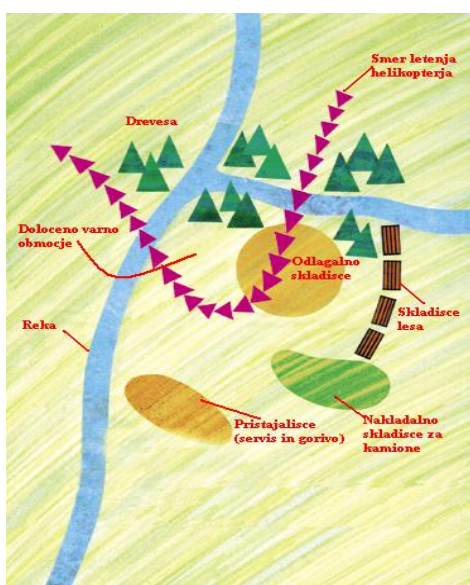 Smer letenja
helikopterja
Drevesa
Doloceno varno
obmocje
Odlagalno
skladisce
Skladisce
lesa
Reka
Pristajalisce
(servis in gorivo)
Nakladalno
skladisce za
kamione